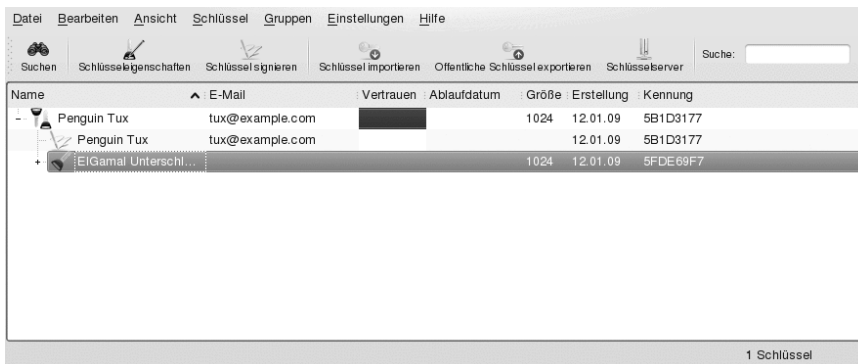 Datei Bearbeiten Ansicht Schlüssel Gruppen Einstellungen Hilfe
Suchen Schlüsseleigenschaften Schlüssel signieren Schlüssel importieren Öffentliche Schlüssel exportieren Schlüsselserver Suche:
Name E-Mail Vertrauen Ablaufdatum Größe Erstellung Kennung
Penguin Tux tux@example.com 1024 12.01.09 5B1D3177
Penguin Tux tux@example.com 12.01.09 5B1D3177
ElGamal Unterschl... 1024 12.01.09 5FDE69F7
1 Schlüssel